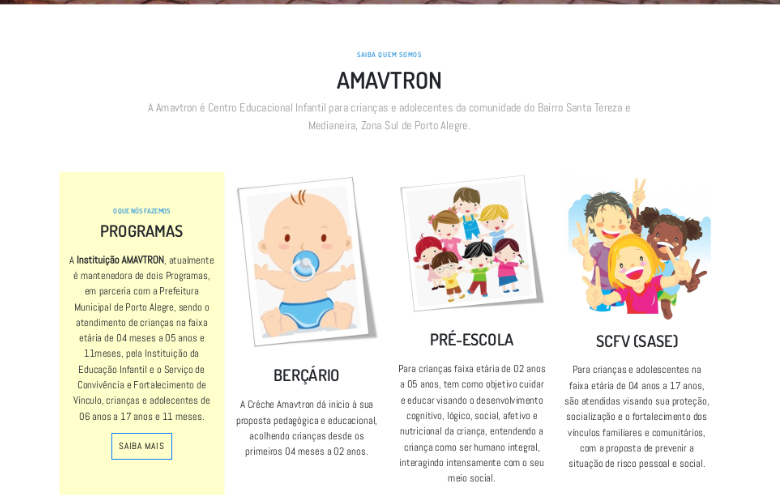 SAIBA QUEM SOMOS
AMAVTRON
A Amavtron é Centro Educacional Infantil para crianças e adolecentes da comunidade do Bairro Santa Tereza e
Medianeira, Zona Sul de Porto Alegre.
O QUE NÓS FAZEMOS
PROGRAMAS
A Instituição AMAVTRON, atualmente
é mantenedora de dois Programas,
em parceria com a Prefeitura
Municipal de Porto Alegre, sendo o
atendimento de crianças na faixa
etária de 04 meses a 05 anos e
11meses, pela Instituição da
Educação Infantil e o Serviço de
Convivência e Fortalecimento de
Vínculo, crianças e adolecentes de
06 anos a 17 anos e 11 meses.
SAIBA MAIS
BERÇÁRIO
A Créche Amavtron dá início à sua
proposta pedagógica e educacional,
acolhendo crianças desde os
primeiros 04 meses a 02 anos.
PRÉ-ESCOLA
Para crianças faixa etária de 02 anos
a 05 anos, tem como objetivo cuidar
e educar visando o desenvolvimento
cognitivo, lógico, social, afetivo e
nutricional da criança, entendendo a
criança como ser humano integral,
interagindo intensamente com o seu
meio social.
SCFV (SASE)
Para crianças e adolescentes na
faixa etária de 04 anos a 17 anos,
são atendidas visando sua proteção,
socialização e o fortalecimento dos
vínculos familiares e comunitários,
com a proposta de prevenir a
situação de risco pessoal e social.